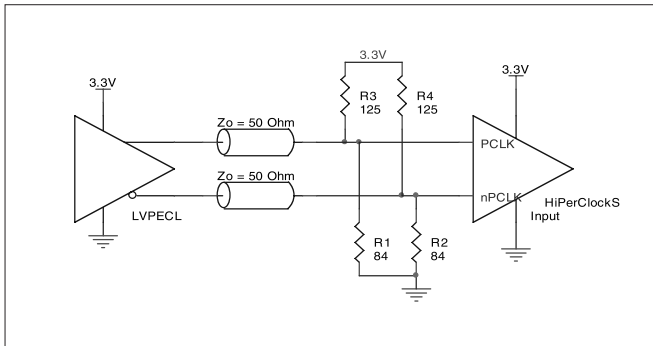 3.3V
3.3V
3.3V
R3
125
R4
125
Zo = 50 Ohm
PCLK
Zo = 50 Ohm
nPCLK
HiPerClockS
Input
LVPECL
R1
84
R2
84